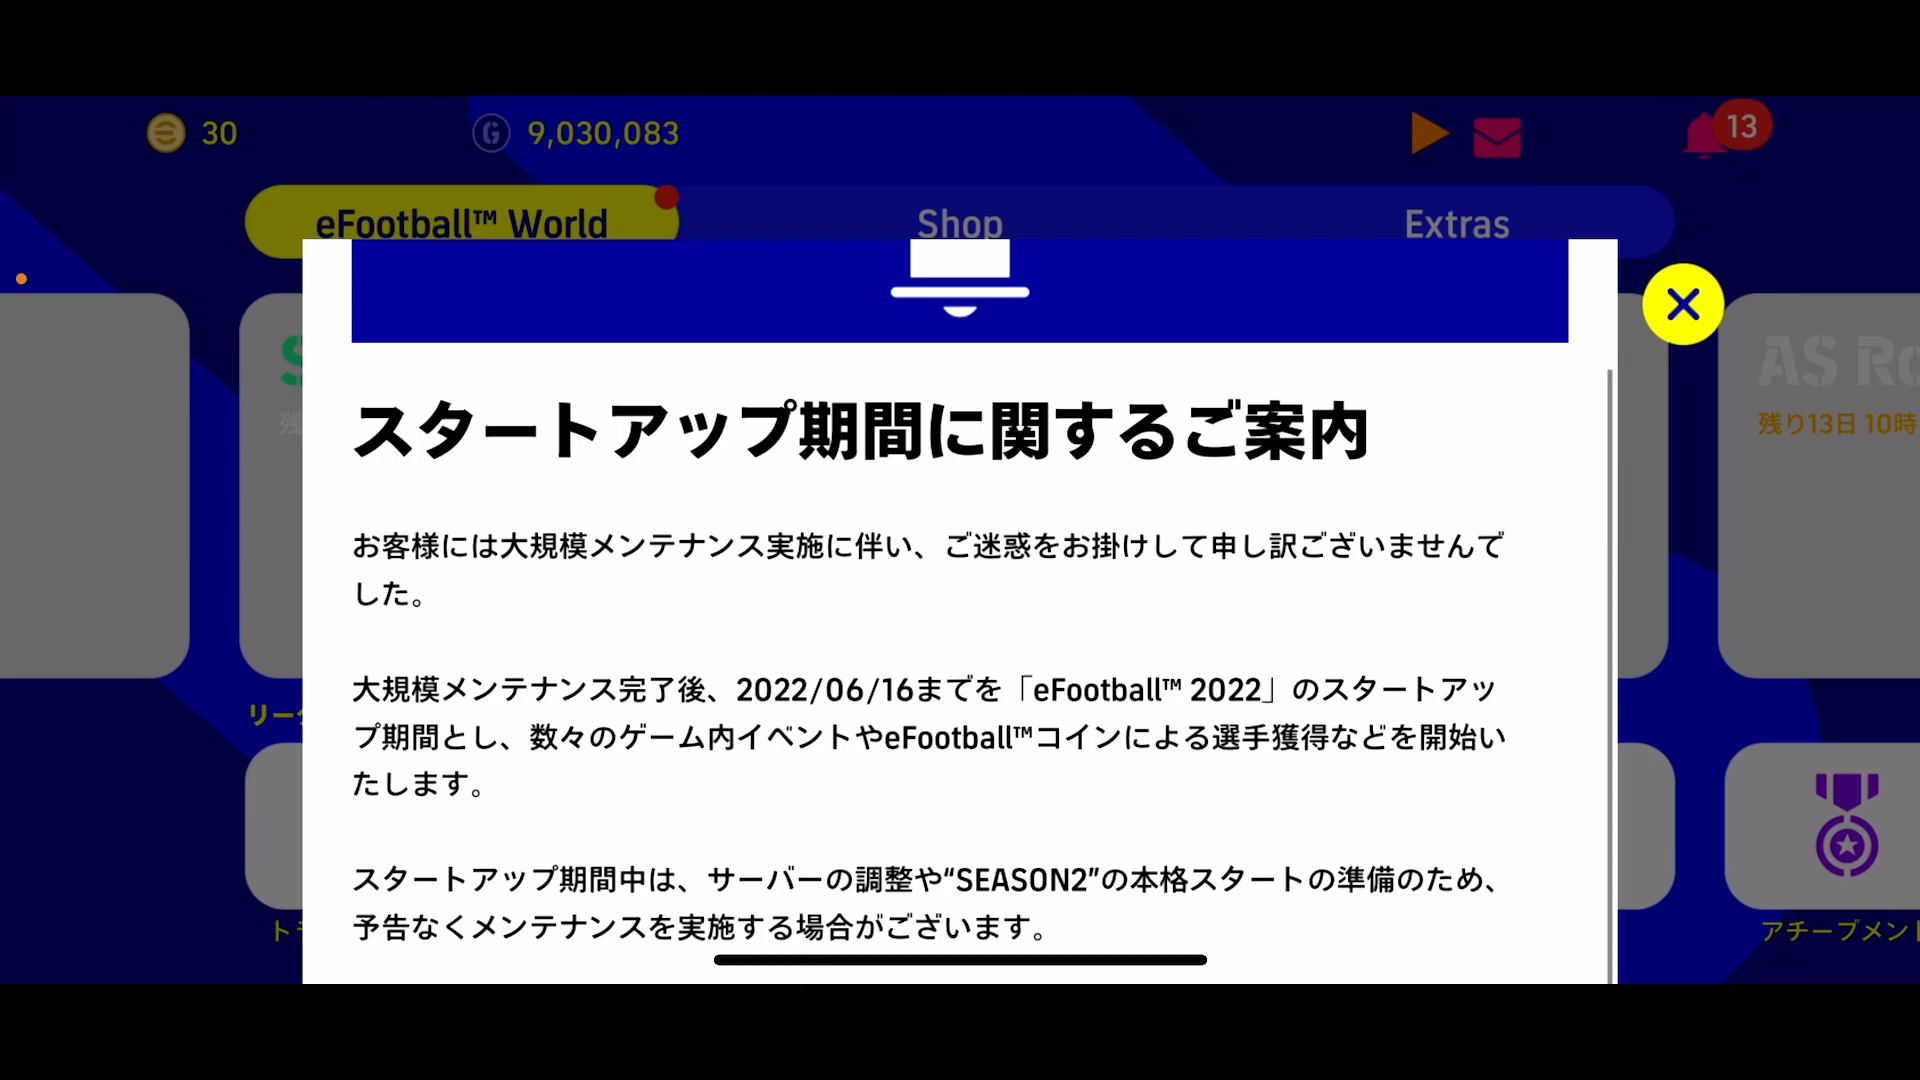 30
9,030,083
13
eFootball™ World
Shop
Extras
残り13日 10時
スタートアップ期間に関するご案内
お客様には大規模メンテナンス実施に伴い、ご迷惑をお掛けして申し訳ございませんで
した。
大規模メンテナンス完了後、2022/06/16までを「eFootball™ 2022」のスタートアッ
プ期間とし、数々のゲーム内イベントやeFootball™コインによる選手獲得などを開始い
たします。
スタートアップ期間中は、サーバーの調整や“SEASON2”の本格スタートの準備のため、
予告なくメンテナンスを実施する場合がございます。
アチーブメント